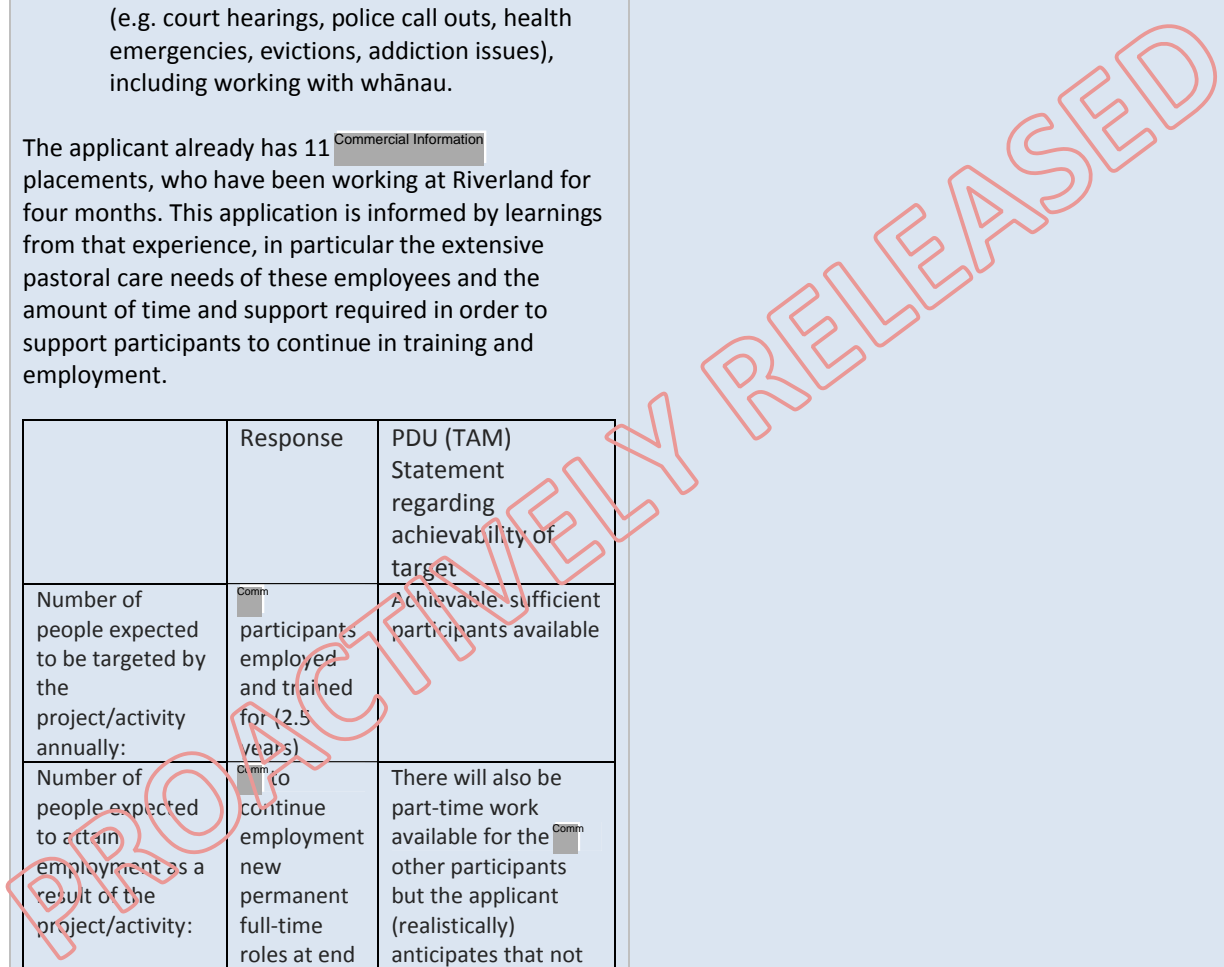 (e.g. court hearings, police call outs, health
emergencies, evictions, addiction issues),
including working with whānau.
The applicant already has 11 Commercial Information
placements, who have been working at Riverland for
four months. This application is informed by learnings
from that experience, in particular the extensive
pastoral care needs of these employees and the
amount of time and support required in order to
support participants to continue in training and
employment.
Response
PDU (TAM)
Statement
regarding
achievability of
target
Number of
people expected
to be targeted by
the
project/activity
annually:
Comm
participants
employed
and trained
for (2.5
years)
Achievable: sufficient
participants available
Number of
people expected
to attain
employment as a
result of the
project/activity:
Comm to
continue
employment
new
permanent
full-time
roles at end
There will also be
part-time work
available for the Comm
other participants
but the applicant
(realistically)
anticipates that not
PROACTIVELY RELEASED